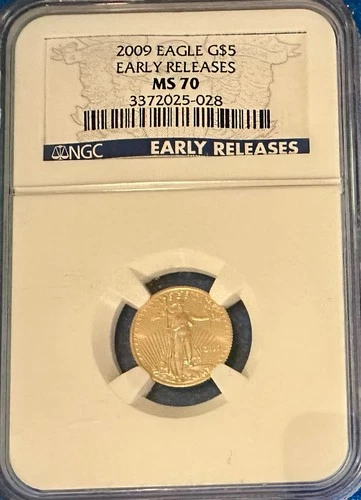 2009 EAGLE G$5
EARLY RELEASES
MS 70
3372025-028
NGC EARLY RELEASES